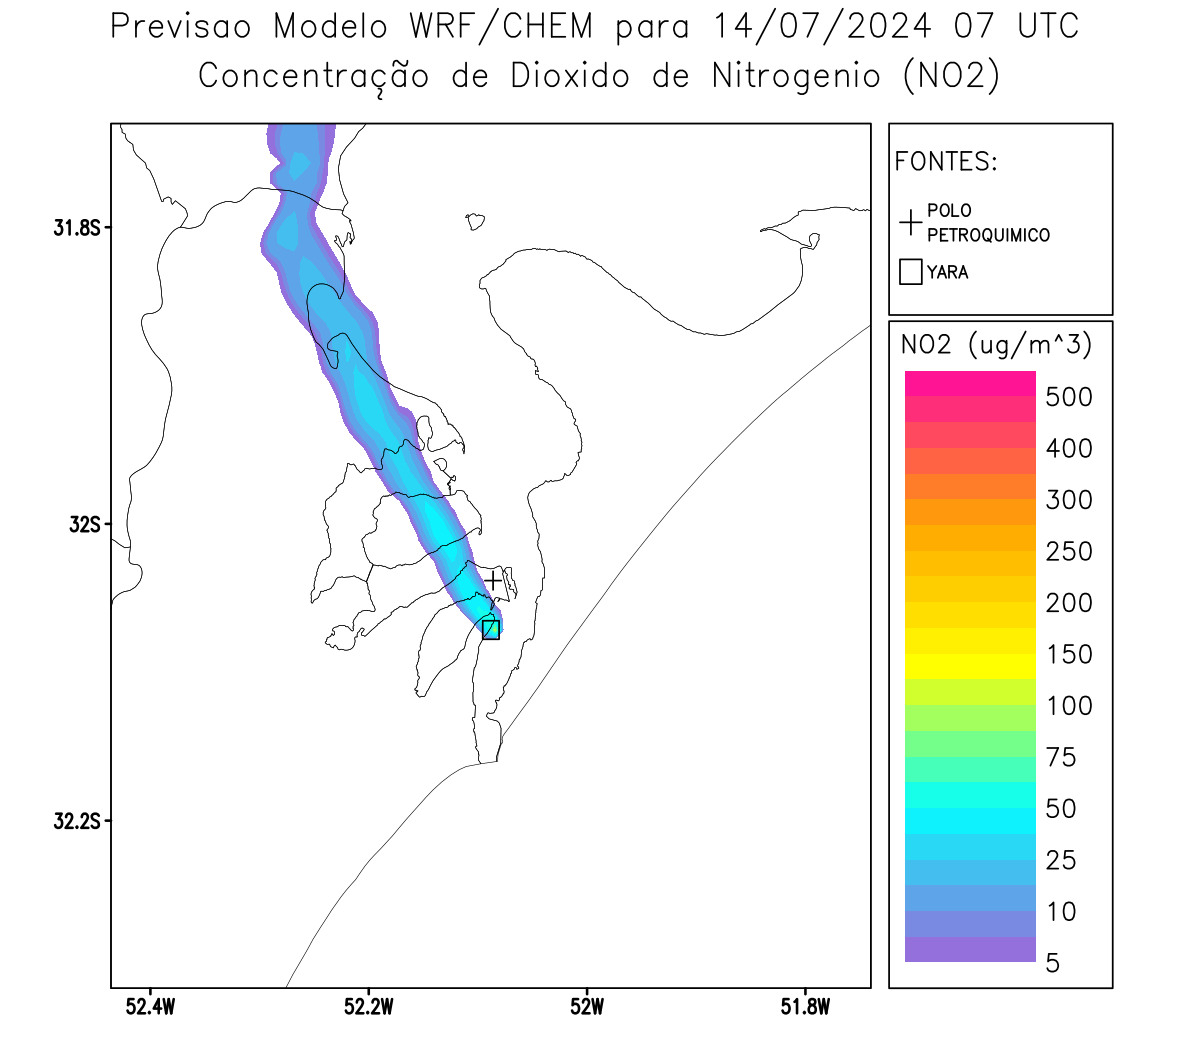 Previsao Modelo WRF/CHEM para 14/07/2024 07 UTC
Concentração de Dioxido de Nitrogenio (NO2)
FONTES:
POLO
PETROQUIMICO
YARA
NO2 (ug/m^3)
500
400
300
250
200
150
100
75
50
25
10
5
31.8S
32S
32.2S
52.4W
52.2W
52W
51.8W